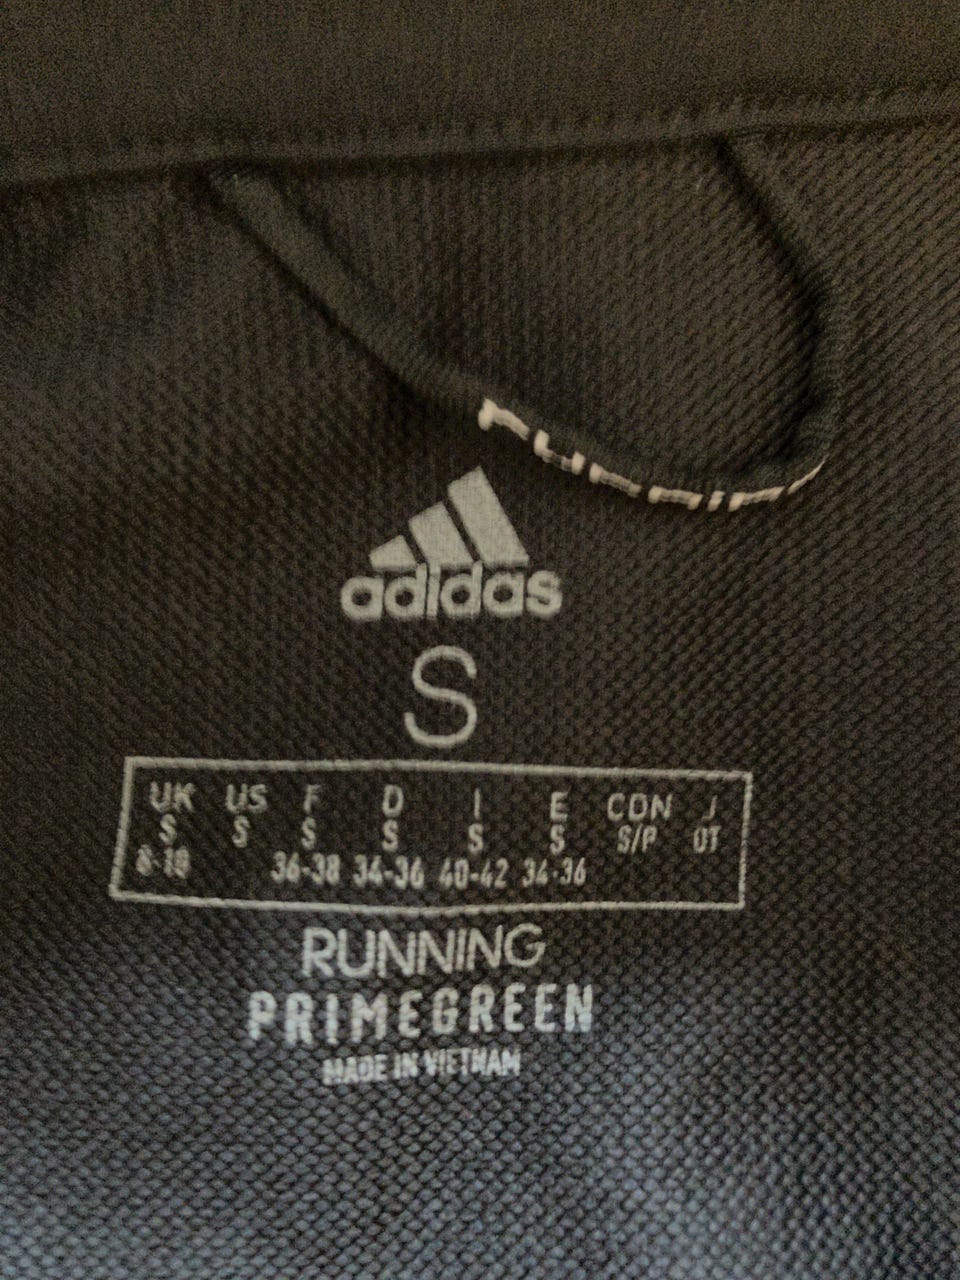 adidas
S
UK US F D I E CDN J
S S S S S S S/P OT
8-10 36-38 34-36 40-42 34-36
RUNNING
PRIMEGREEN
MADE IN VIETNAM